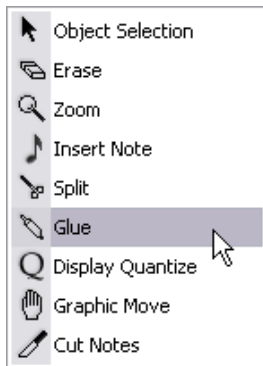 Object Selection
Erase
Zoom
Insert Note
Split
Glue
Display Quantize
Graphic Move
Cut Notes